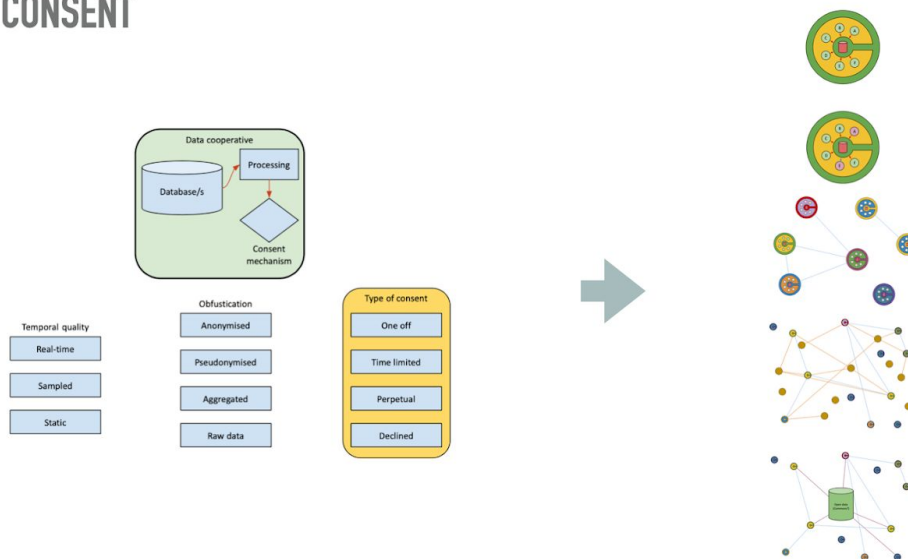 CONSENT
Data cooperative
Database/s
Processing
Consent
mechanism
Temporal quality
Real-time
Sampled
Static
Obfustication
Anonymised
Pseudonymised
Aggregated
Raw data
Type of consent
One off
Time limited
Perpetual
Declined